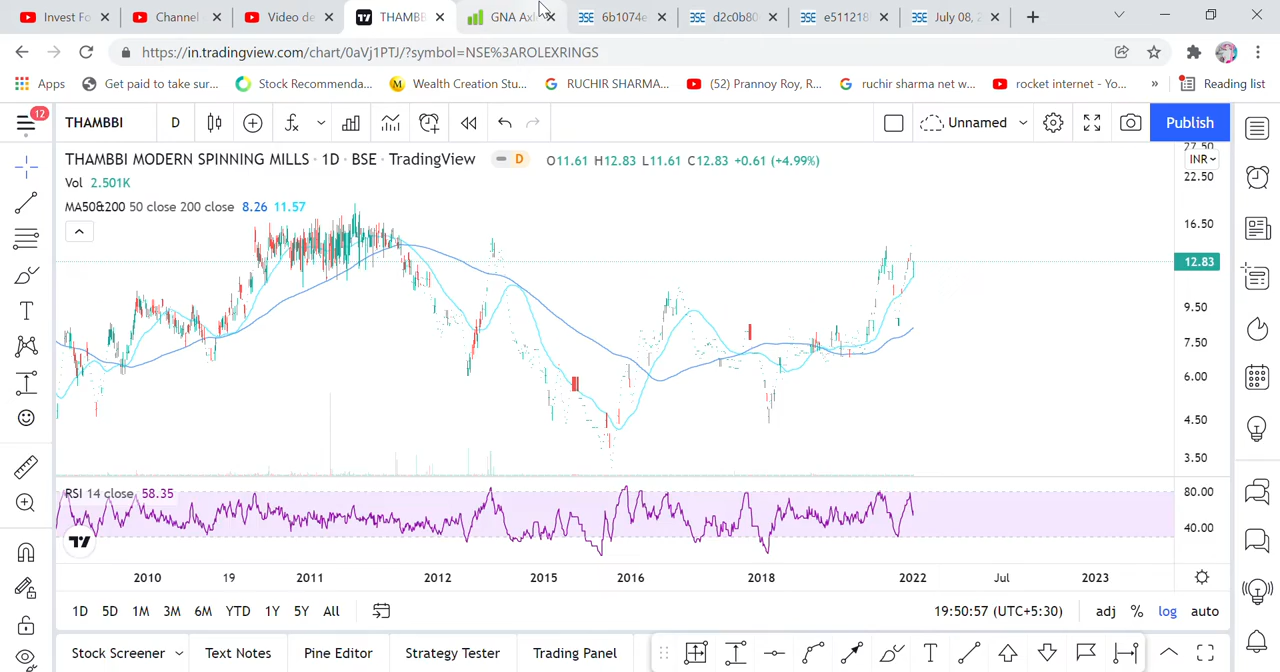 Invest Fo
Channel
Video de
THAMBB
GNA Ax
6b1074e
d2c0b80
e511218
July 08, 2
https://in.tradingview.com/chart/0aVj1PTJ/?symbol=NSE%3AROLEXRINGS
Apps
Get paid to take sur...
Stock Recommenda...
Wealth Creation Stu...
RUCHIR SHARMA...
(52) Prannoy Roy, R...
ruchir sharma net w...
rocket internet - Yo...
»
Reading list
12
THAMBBI
D
Unnamed
Publish
THAMBBI MODERN SPINNING MILLS · 1D · BSE · TradingView
D
O11.61 H12.83 L11.61 C12.83 +0.61 (+4.99%)
INR
Vol 2.501K
MA50&200 50 close 200 close 8.26 11.57
27.50
22.50
16.50
12.83
9.50
7.50
6.00
4.50
3.50
RSI 14 close 58.35
80.00
40.00
2010 19 2011 2012 2015 2016 2018 2022 Jul 2023
1D 5D 1M 3M 6M YTD 1Y 5Y All
19:50:57 (UTC+5:30)
adj % log auto
Stock Screener
Text Notes
Pine Editor
Strategy Tester
Trading Panel